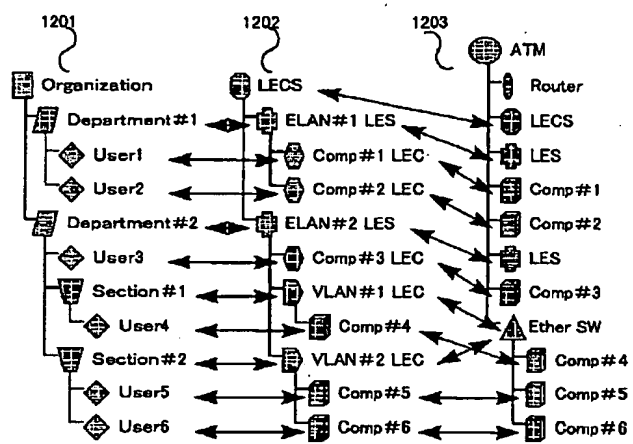 1201 1202 1203
ATM
Organization LECS Router
Department#1 ELAN#1 LES LECS
User1 Comp#1 LEC LES
User2 Comp#2 LEC Comp#1
Department#2 ELAN#2 LES Comp#2
User3 Comp#3 LEC LES
Section#1 VLAN#1 LEC Comp#3
User4 Comp#4 Ether SW
Section#2 VLAN#2 LEC Comp#4
User5 Comp#5 Comp#5
User6 Comp#6 Comp#6